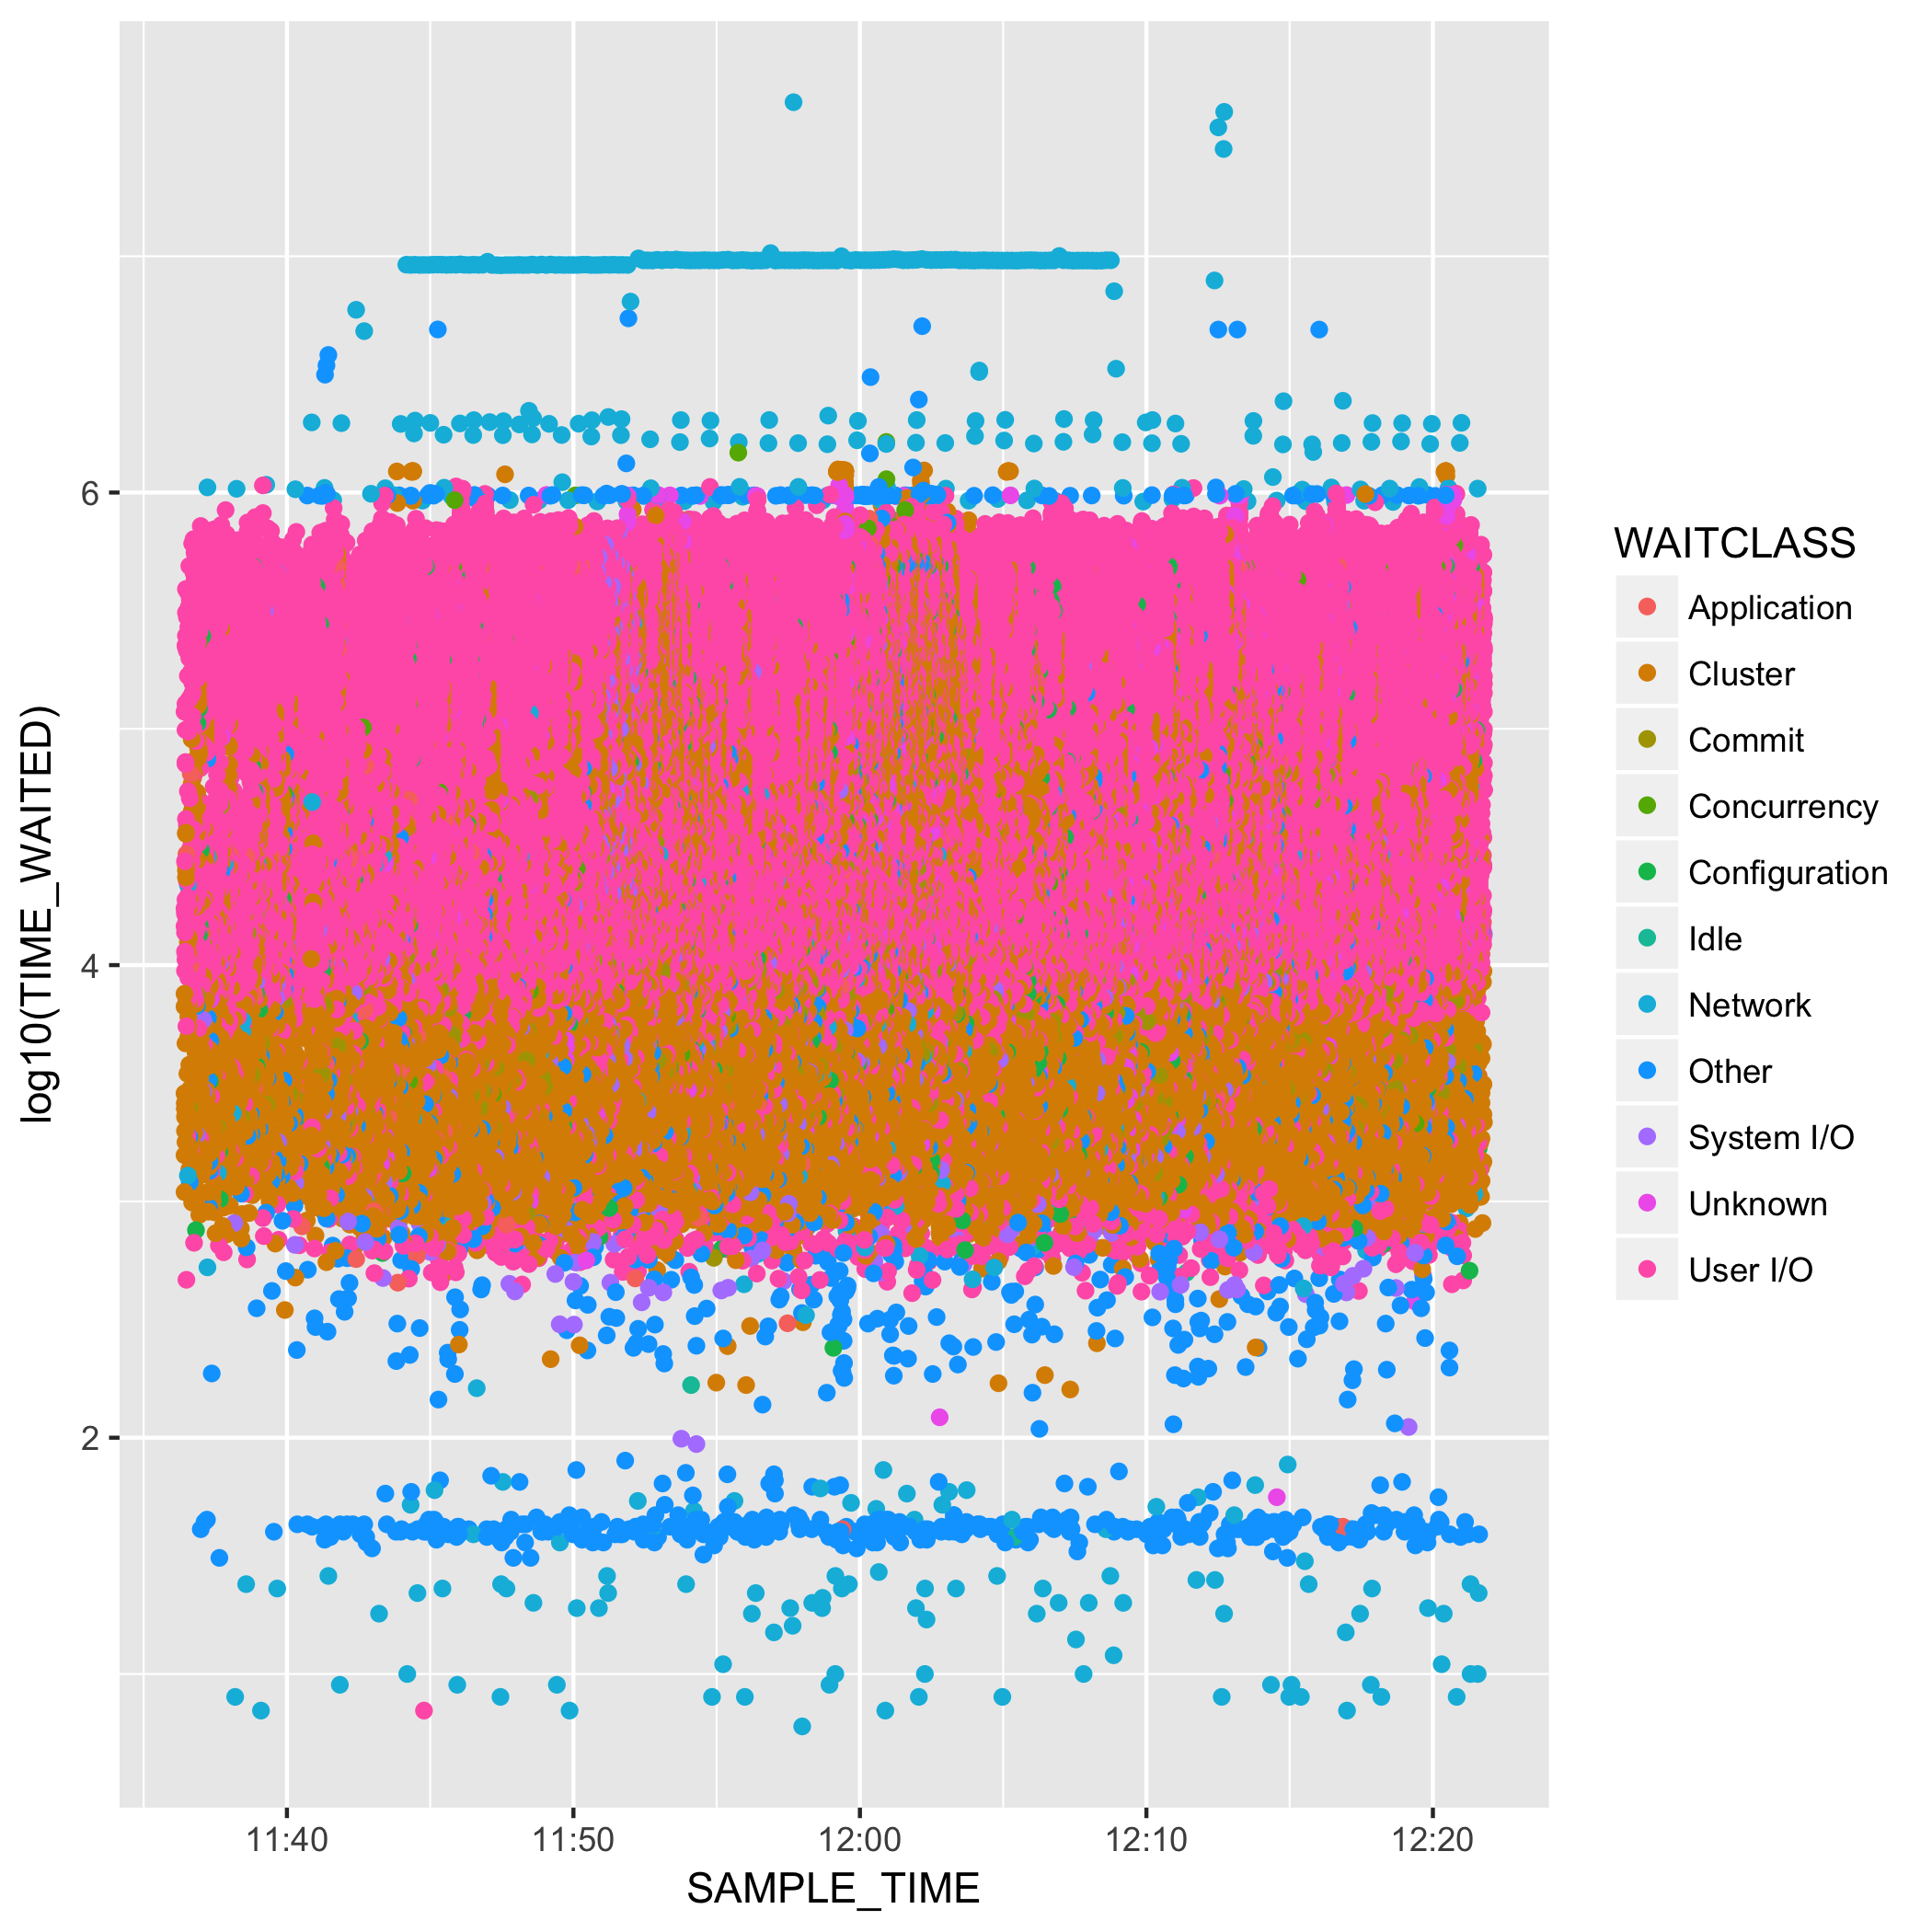 log10(TIME_WAITED)
6
4
2
11:40 11:50 12:00 12:10 12:20
SAMPLE_TIME
WAITCLASS
Application
Cluster
Commit
Concurrency
Configuration
Idle
Network
Other
System I/O
Unknown
User I/O